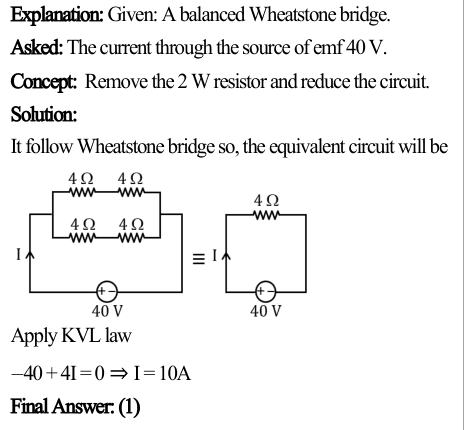 Explanation: Given: A balanced Wheatstone bridge.
Asked: The current through the source of emf 40 V.
Concept: Remove the 2 W resistor and reduce the circuit.
Solution:
It follow Wheatstone bridge so, the equivalent circuit will be
4 Ω 4 Ω
4 Ω
4 Ω 4 Ω
I ≡ I
+ − + −
40 V 40 V
Apply KVL law
−40 + 4I = 0 ⇒ I = 10A
Final Answer: (1)